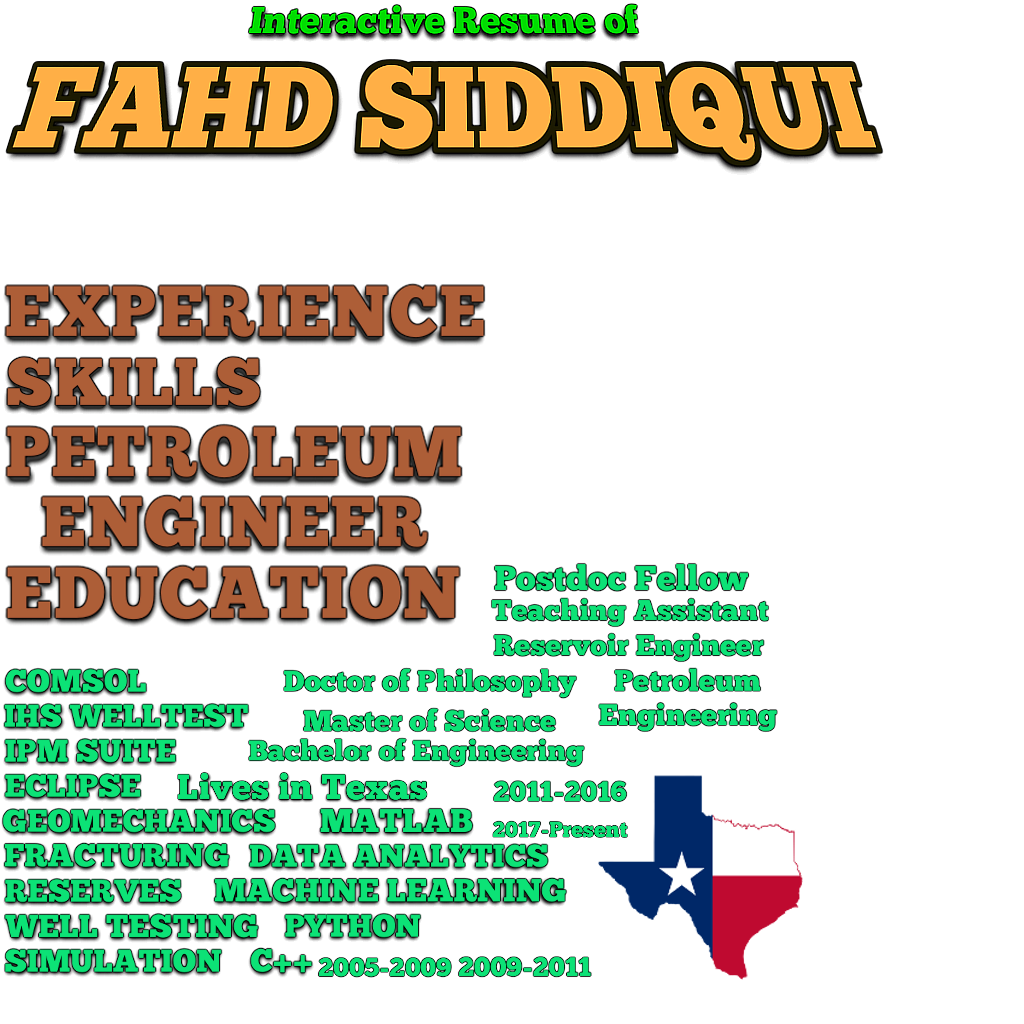 Interactive Resume of
FAHD SIDDIQUI
EXPERIENCE
SKILLS
PETROLEUM
ENGINEER
EDUCATION
Postdoc Fellow
Teaching Assistant
Reservoir Engineer
COMSOL Doctor of Philosophy Petroleum
IHS WELLTEST Master of Science Engineering
IPM SUITE Bachelor of Engineering
ECLIPSE Lives in Texas 2011-2016
GEOMECHANICS MATLAB 2017-Present
FRACTURING DATA ANALYTICS
RESERVES MACHINE LEARNING
WELL TESTING PYTHON
SIMULATION C++ 2005-2009 2009-2011